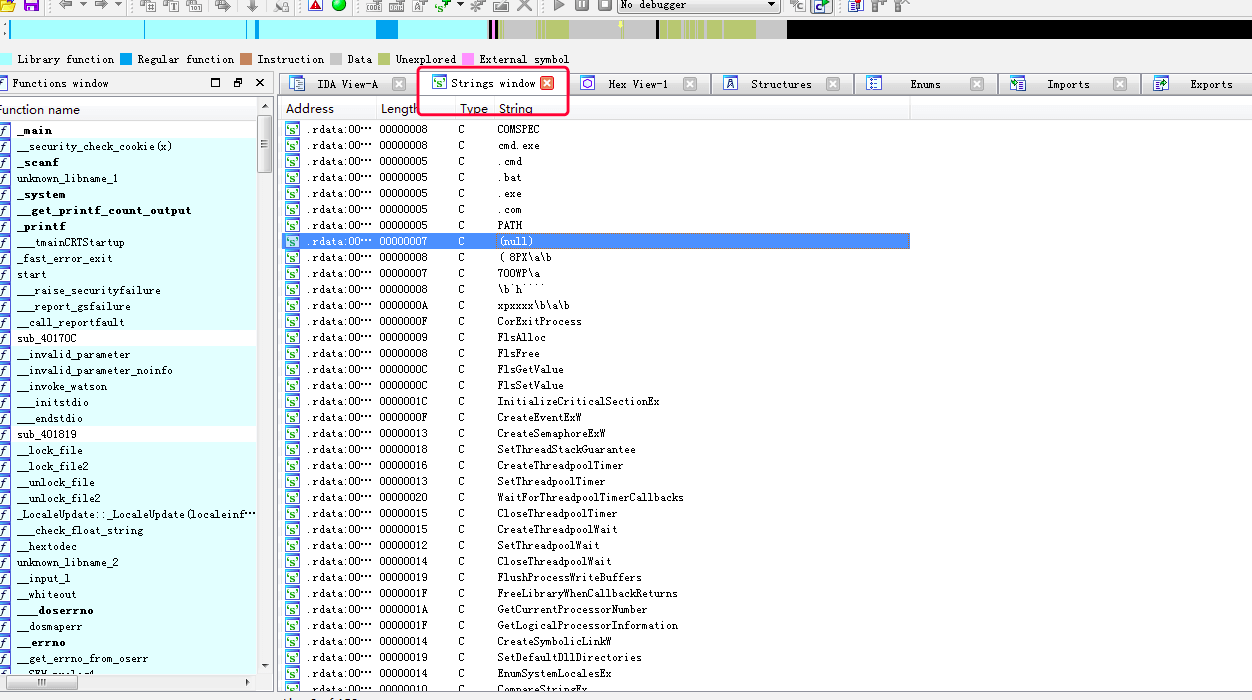 No debugger
Library function Regular function Instruction Data Unexplored External symbol
Functions window
IDA View-A Strings window Hex View-1 Structures Enums Imports Exports
Function name
Address Length Type String
_main
__security_check_cookie(x)
_scanf
unknown_libname_1
_system
__get_printf_count_output
_printf
___tmainCRTStartup
_fast_error_exit
start
___raise_securityfailure
___report_gsfailure
__call_reportfault
sub_40170C
__invalid_parameter
__invalid_parameter_noinfo
__invoke_watson
___initstdio
___endstdio
sub_401819
__lock_file
__lock_file2
__unlock_file
__unlock_file2
_LocaleUpdate::_LocaleUpdate(localeinf···
___check_float_string
__hextodec
unknown_libname_2
__input_l
__whiteout
___doserrno
__dosmaperr
__errno
__get_errno_from_oserr
.rdata:00··· 00000008 C COMSPEC
.rdata:00··· 00000008 C cmd.exe
.rdata:00··· 00000005 C .cmd
.rdata:00··· 00000005 C .bat
.rdata:00··· 00000005 C .exe
.rdata:00··· 00000005 C .com
.rdata:00··· 00000005 C PATH
.rdata:00··· 00000007 C (null)
.rdata:00··· 00000008 C ( 8PX\a\b
.rdata:00··· 00000007 C 700WP\a
.rdata:00··· 00000008 C \b`h````
.rdata:00··· 0000000A C xpxxxx\b\a\b
.rdata:00··· 0000000F C CorExitProcess
.rdata:00··· 00000009 C FlsAlloc
.rdata:00··· 00000008 C FlsFree
.rdata:00··· 0000000C C FlsGetValue
.rdata:00··· 0000000C C FlsSetValue
.rdata:00··· 0000001C C InitializeCriticalSectionEx
.rdata:00··· 0000000F C CreateEventExW
.rdata:00··· 00000013 C CreateSemaphoreExW
.rdata:00··· 00000018 C SetThreadStackGuarantee
.rdata:00··· 00000016 C CreateThreadpoolTimer
.rdata:00··· 00000013 C SetThreadpoolTimer
.rdata:00··· 00000020 C WaitForThreadpoolTimerCallbacks
.rdata:00··· 00000015 C CloseThreadpoolTimer
.rdata:00··· 00000015 C CreateThreadpoolWait
.rdata:00··· 00000012 C SetThreadpoolWait
.rdata:00··· 00000014 C CloseThreadpoolWait
.rdata:00··· 00000019 C FlushProcessWriteBuffers
.rdata:00··· 0000001F C FreeLibraryWhenCallbackReturns
.rdata:00··· 0000001A C GetCurrentProcessorNumber
.rdata:00··· 0000001F C GetLogicalProcessorInformation
.rdata:00··· 00000014 C CreateSymbolicLinkW
.rdata:00··· 00000019 C SetDefaultDllDirectories
.rdata:00··· 00000014 C EnumSystemLocalesEx
.rdata:00··· 00000010 C CompareStringEx